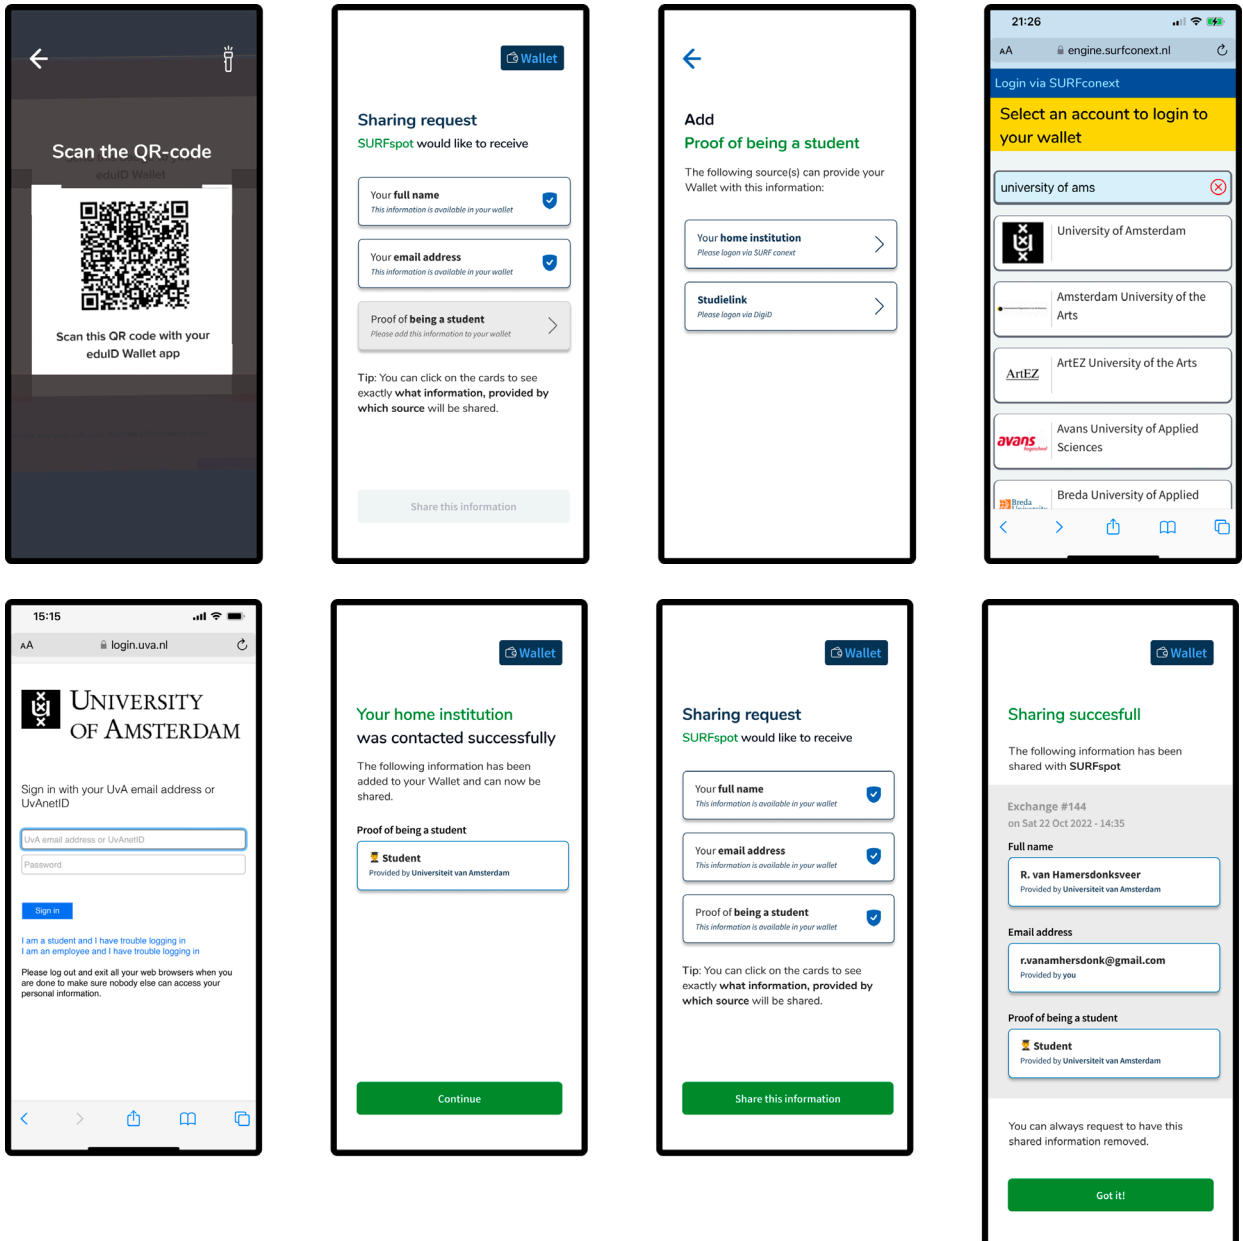 Scan the QR-code
eduID Wallet
Scan this QR code with your
eduID Wallet app
Wallet
Sharing request
SURFspot would like to receive
Your full name
This information is available in your wallet
Your email address
This information is available in your wallet
Proof of being a student
Please add this information to your wallet
Tip: You can click on the cards to see
exactly what information, provided by
which source will be shared.
Share this information
Add
Proof of being a student
The following source(s) can provide your
Wallet with this information:
Your home institution
Please logon via SURF conext
Studielink
Please logon via DigiD
21:26
AA engine.surfconext.nl
Login via SURFconext
Select an account to login to
your wallet
university of ams
University of Amsterdam
Amsterdam University of the
Arts
ArtEZ
ArtEZ University of the Arts
avans
hogeschool
Avans University of Applied
Sciences
Breda
University
Breda University of Applied
15:15
AA login.uva.nl
UNIVERSITY
OF AMSTERDAM
Sign in with your UvA email address or
UvAnetID
UvA email address or UvAnetID
Password
Sign in
I am a student and I have trouble logging in
I am an employee and I have trouble logging in
Please log out and exit all your web browsers when you
are done to make sure nobody else can access your
personal information.
Wallet
Your home institution
was contacted successfully
The following information has been
added to your Wallet and can now be
shared.
Proof of being a student
Student
Provided by Universiteit van Amsterdam
Continue
Wallet
Sharing request
SURFspot would like to receive
Your full name
This information is available in your wallet
Your email address
This information is available in your wallet
Proof of being a student
This information is available in your wallet
Tip: You can click on the cards to see
exactly what information, provided by
which source will be shared.
Share this information
Wallet
Sharing succesfull
The following information has been
shared with SURFspot
Exchange #144
on Sat 22 Oct 2022 - 14:35
Full name
R. van Hamersdonksveer
Provided by Universiteit van Amsterdam
Email address
r.vanamhersdonk@gmail.com
Provided by you
Proof of being a student
Student
Provided by Universiteit van Amsterdam
You can always request to have this
shared information removed.
Got it!